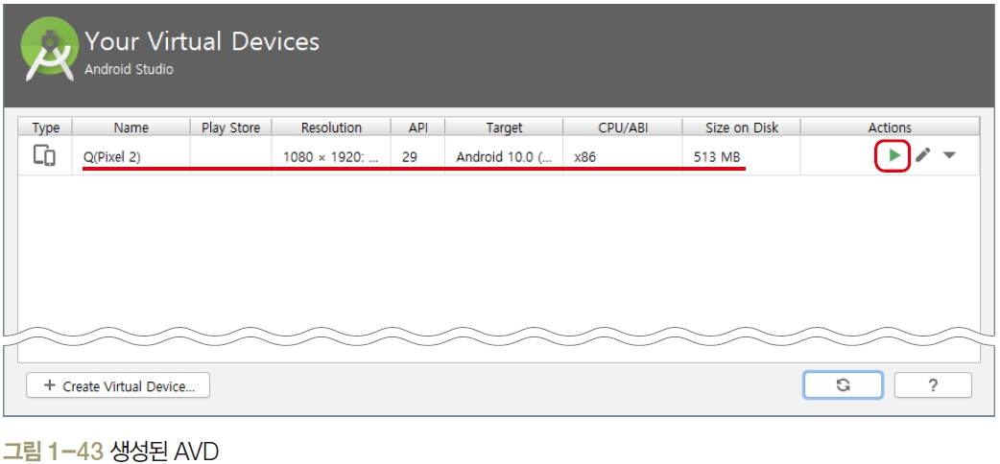 Your Virtual Devices
Android Studio
Type Name Play Store Resolution API Target CPU/ABI Size on Disk Actions
Q(Pixel 2) 1080 × 1920: ... 29 Android 10.0 (... x86 513 MB
+ Create Virtual Device... ?
그림 1-43 생성된 AVD